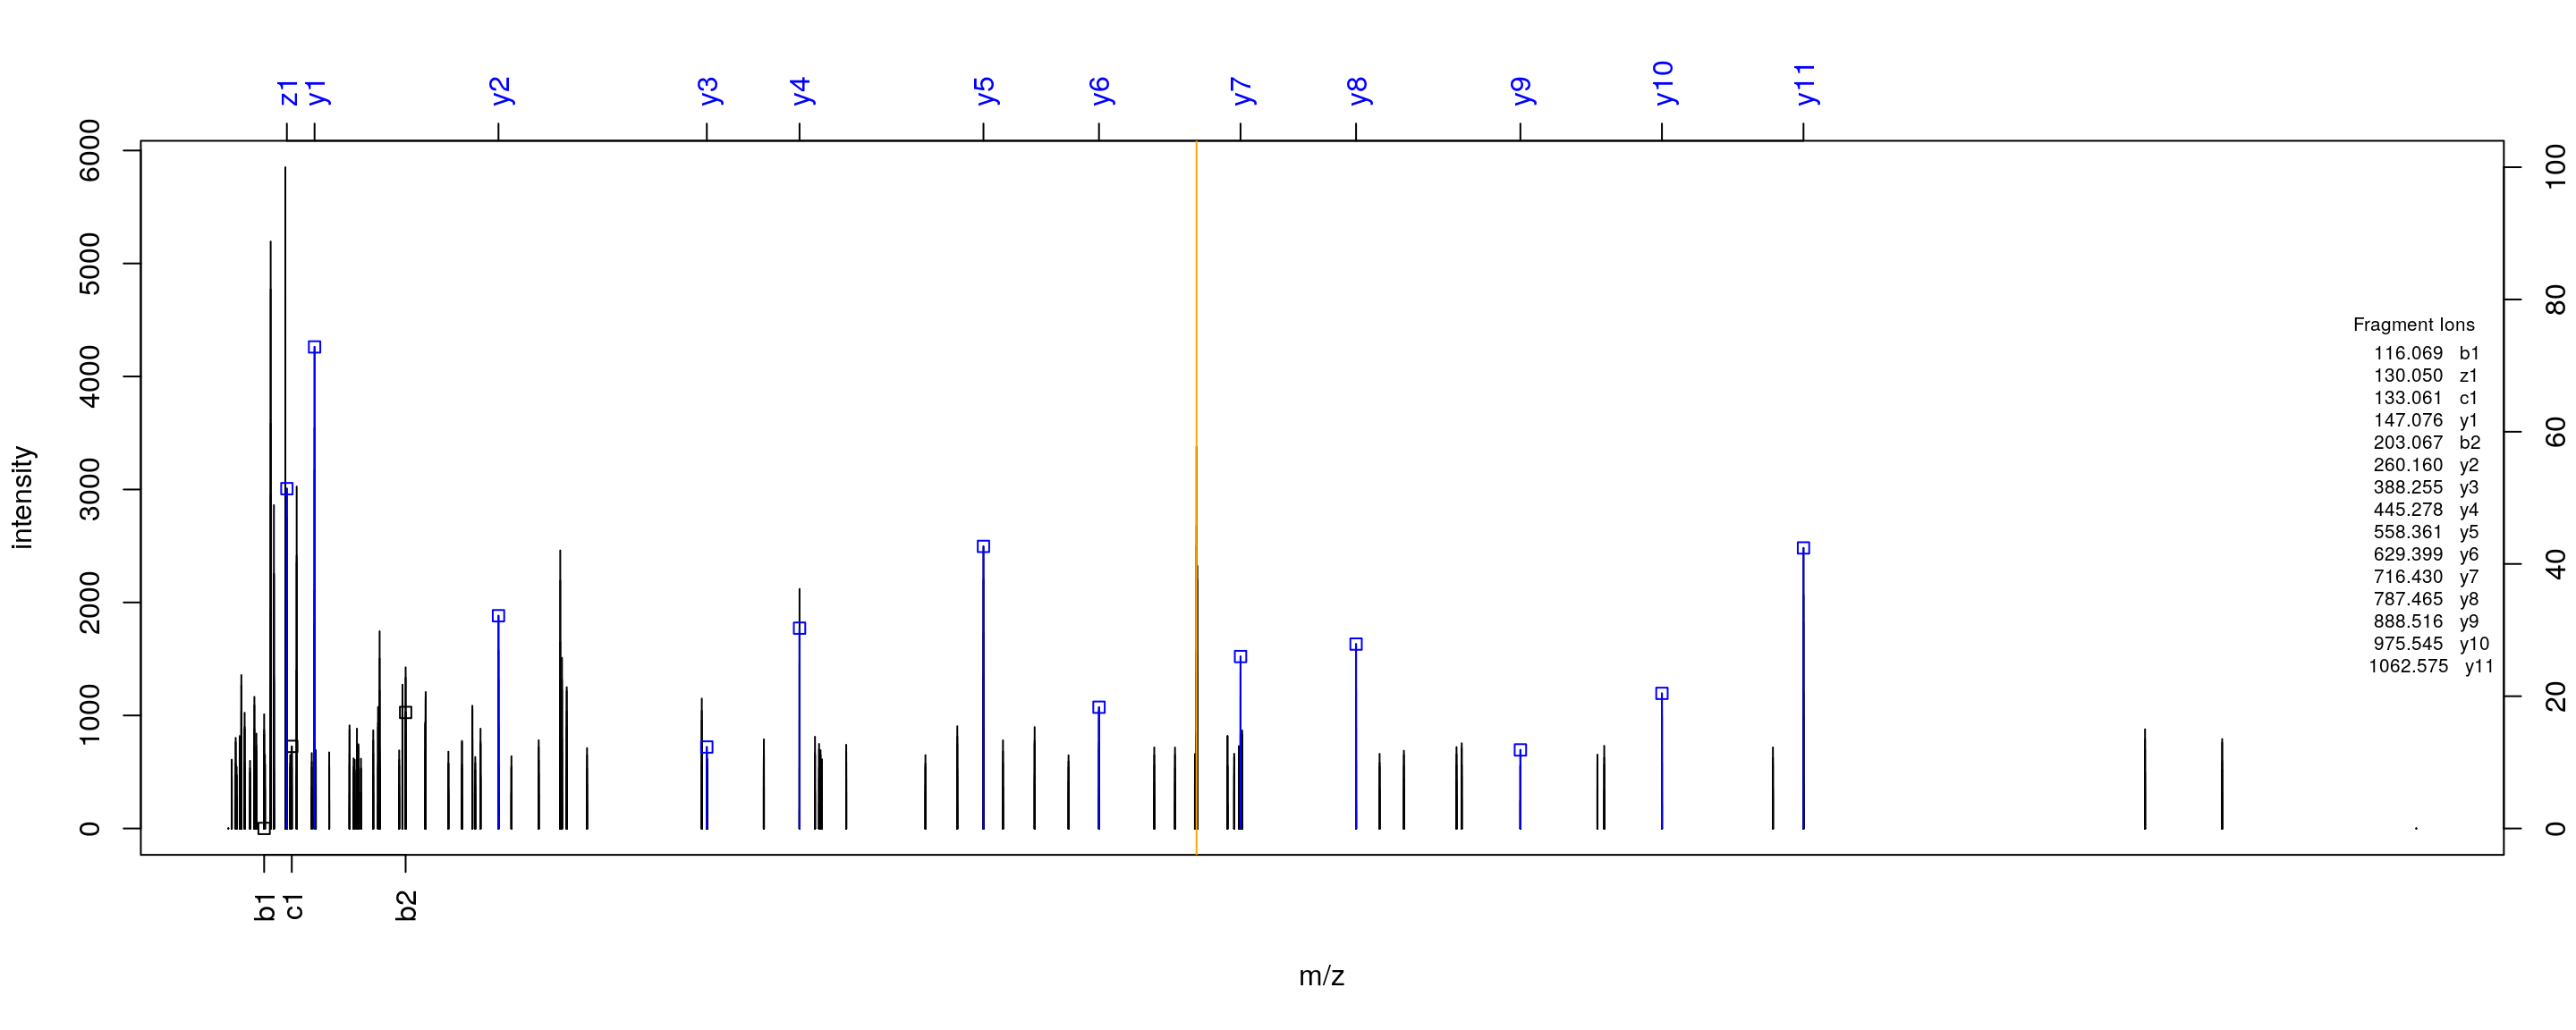 z1 y1 y2 y3 y4 y5 y6 y7 y8 y9 y10 y11
6000
5000
4000
3000
2000
1000
0
intensity
100
80
60
40
20
0
Fragment Ions
116.069 b1
130.050 z1
133.061 c1
147.076 y1
203.067 b2
260.160 y2
388.255 y3
445.278 y4
558.361 y5
629.399 y6
716.430 y7
787.465 y8
888.516 y9
975.545 y10
1062.575 y11
b1 c1 b2
m/z